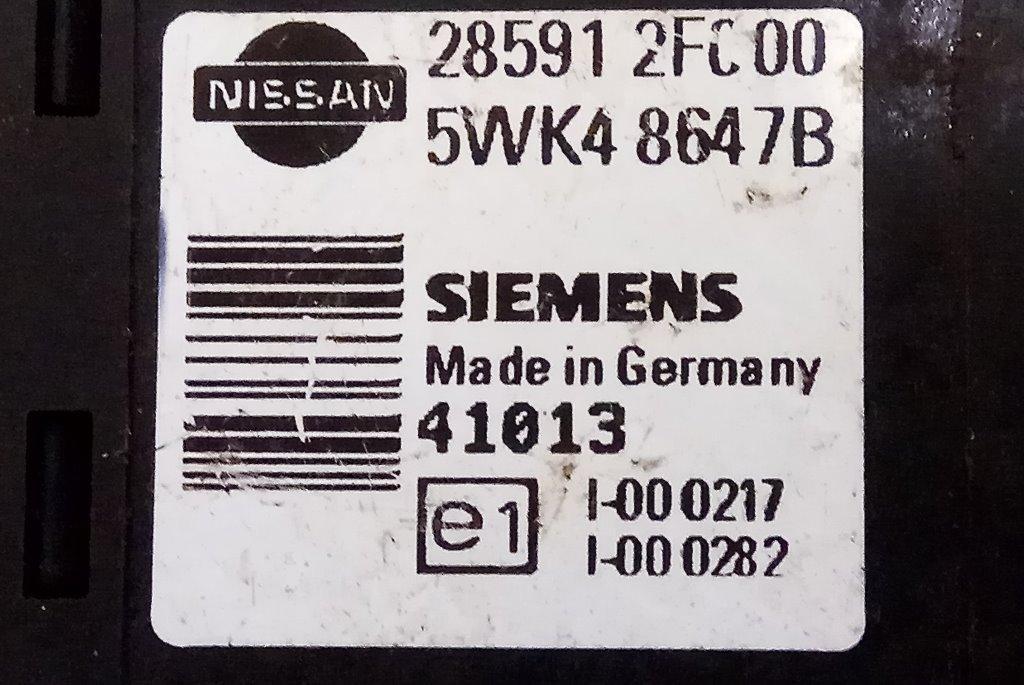 NISSAN
28591 2FC00
5WK4 8647B
SIEMENS
Made in Germany
41013
e1
I-00 0217
I-00 0282